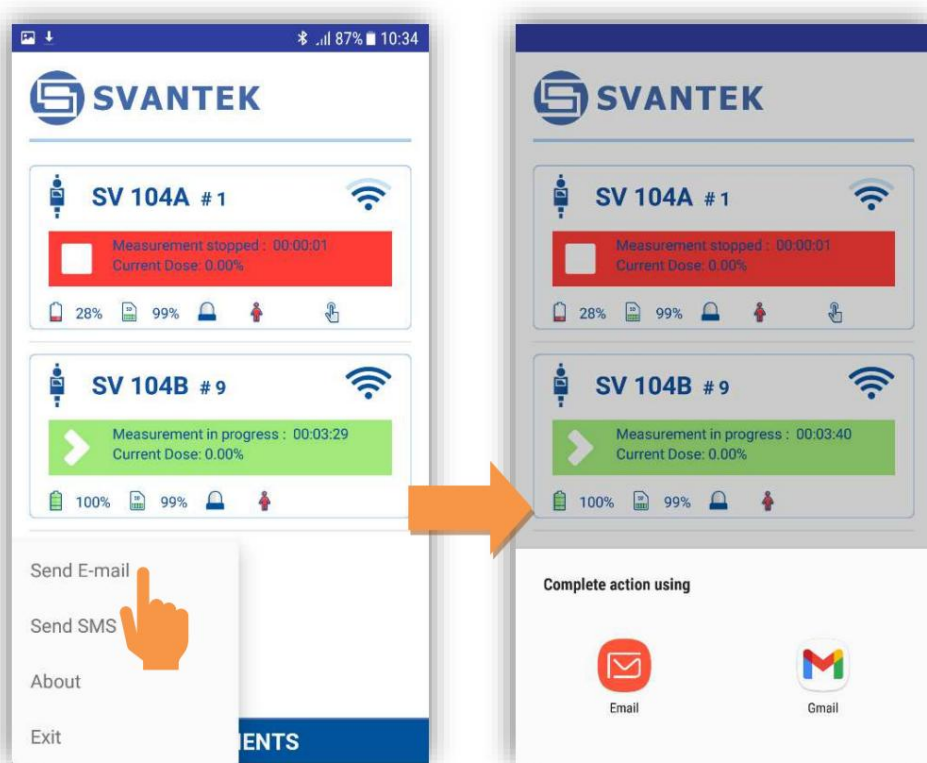 87% 10:34
SVANTEK
SV 104A # 1
Measurement stopped : 00:00:01
Current Dose: 0.00%
28% 99%
SV 104B # 9
Measurement in progress : 00:03:29
Current Dose: 0.00%
100% 99%
Send E-mail
Send SMS
About
Exit
ENTS
SVANTEK
SV 104A # 1
Measurement stopped : 00:00:01
Current Dose: 0.00%
28% 99%
SV 104B # 9
Measurement in progress : 00:03:40
Current Dose: 0.00%
100% 99%
Complete action using
Email
Gmail